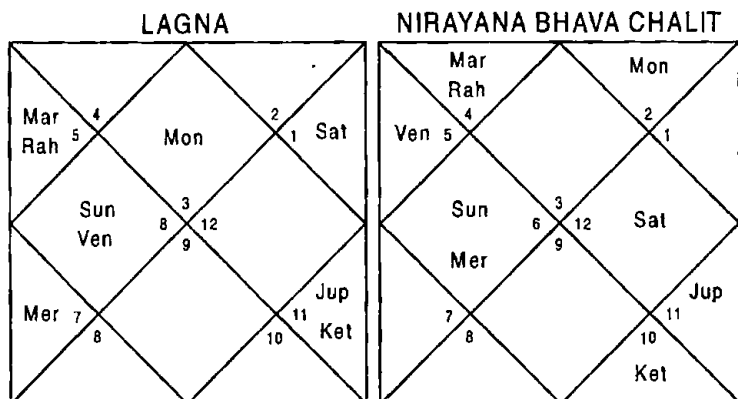 LAGNA
4
Mar
Rah
5
Mon
2
1
Sat
Sun
Ven
3
8 12
9
Mer 7
8
Jup
11
Ket
10
NIRAYANA BHAVA CHALIT
Mar
Rah
4
Ven 5
Mon
2
1
Sun
Mer
3
6 12
9
Sat
7
8
Jup
11
10
Ket